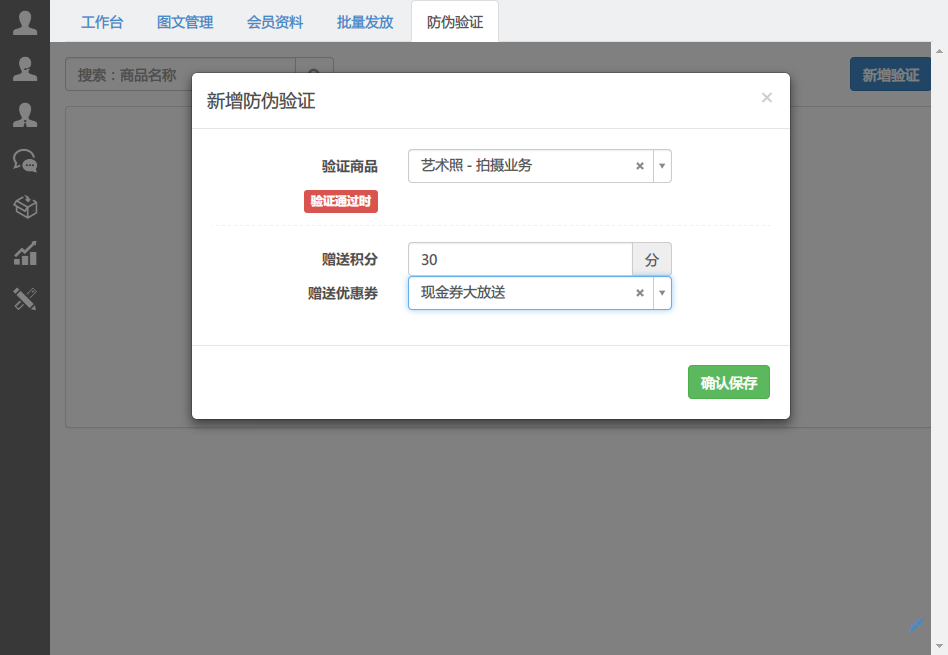 工作台 图文管理 会员资料 批量发放 防伪验证
搜索：商品名称
新增验证
新增防伪验证 ×
验证商品 艺术照 - 拍摄业务 ×
验证通过时
赠送积分 30 分
赠送优惠券 现金券大放送 ×
确认保存